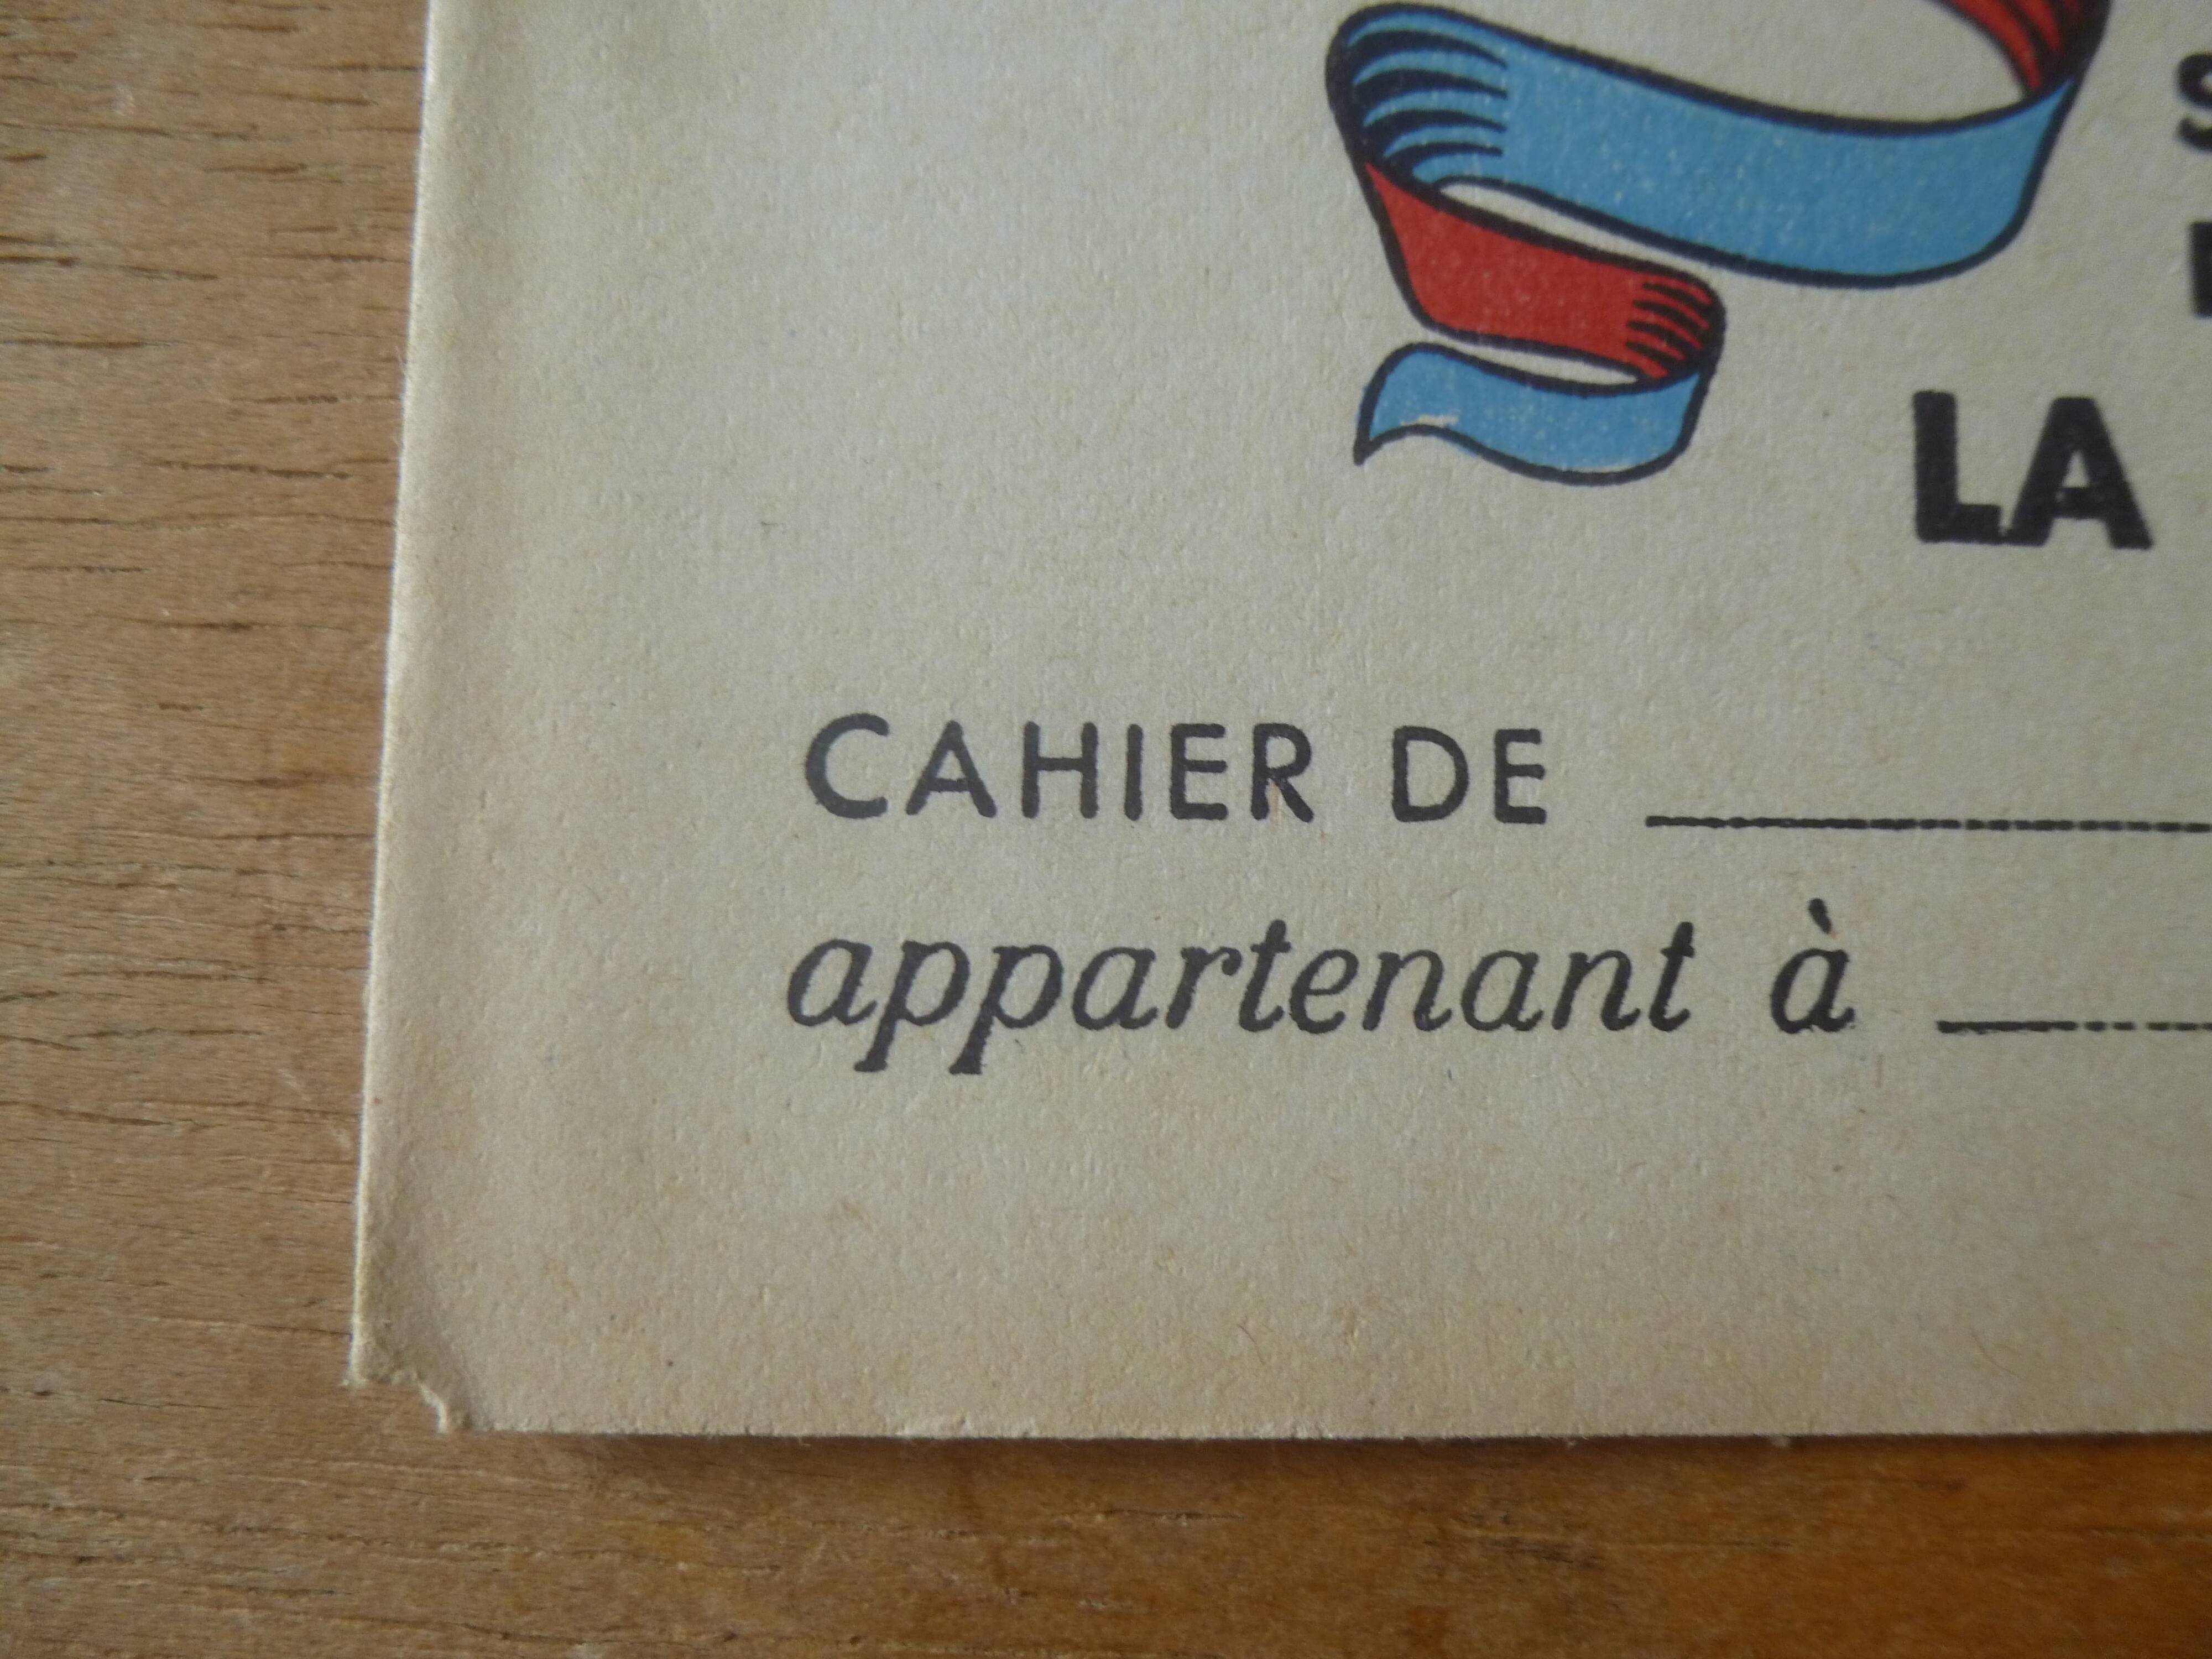 LA
CAHIER DE
appartenant à